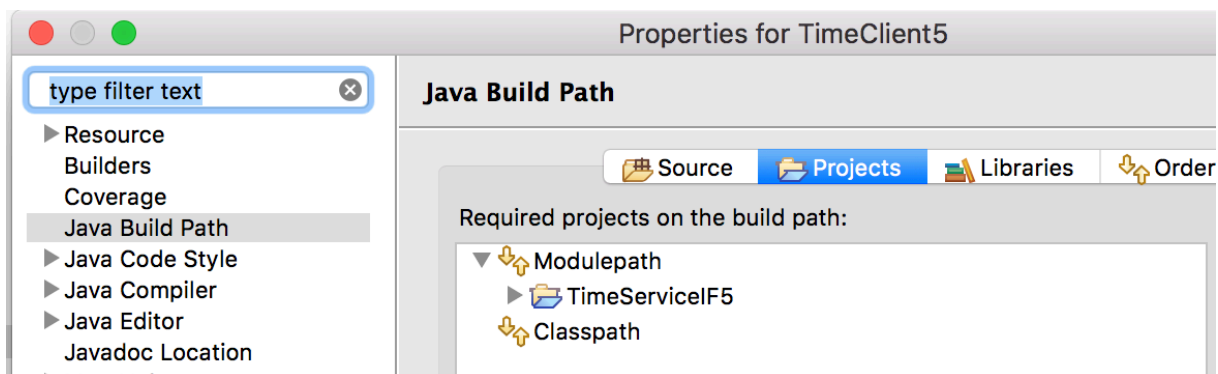 Properties for TimeClient5
type filter text
Resource
Builders
Coverage
Java Build Path
Java Code Style
Java Compiler
Java Editor
Javadoc Location
Java Build Path
Source
Projects
Libraries
Order
Required projects on the build path:
Modulepath
TimeServiceIF5
Classpath